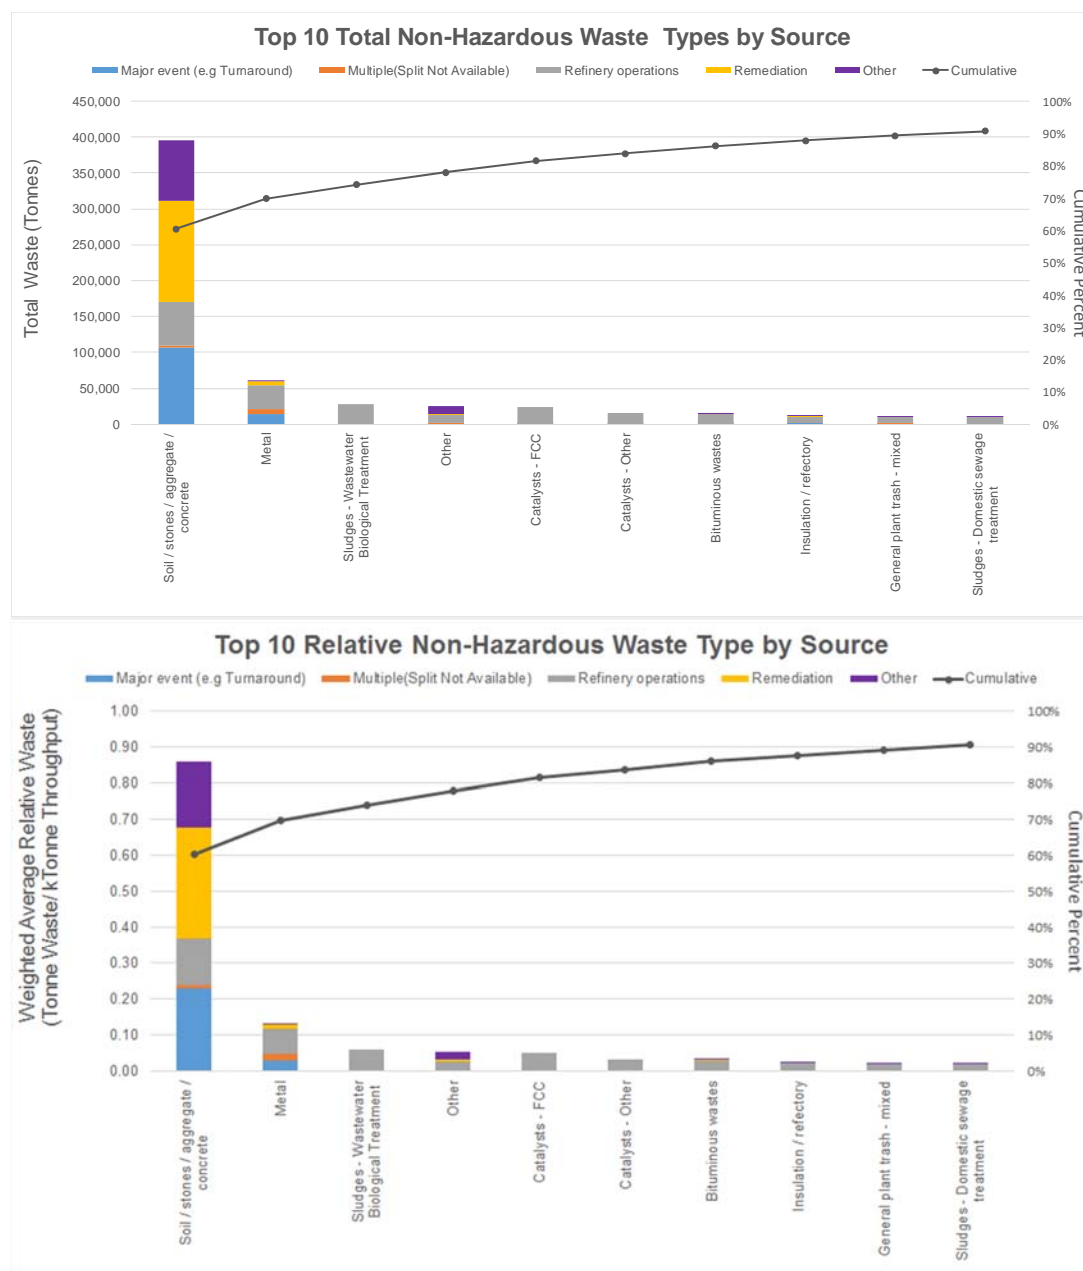 Top 10 Total Non-Hazardous Waste Types by Source
Major event (e.g Turnaround) Multiple(Split Not Available) Refinery operations Remediation Other Cumulative
Total Waste (Tonnes)
450,000
400,000
350,000
300,000
250,000
200,000
150,000
100,000
50,000
0
100%
90%
80%
70%
60%
50%
40%
30%
20%
10%
0%
Cumulative Percent
Soil / stones / aggregate /
concrete
Metal
Sludges - Wastewater
Biological Treatment
Other
Catalysts - FCC
Catalysts - Other
Bituminous wastes
Insulation / refectory
General plant trash - mixed
Sludges - Domestic sewage
treatment
Top 10 Relative Non-Hazardous Waste Type by Source
Major event (e.g Turnaround) Multiple(Split Not Available) Refinery operations Remediation Other Cumulative
Weighted Average Relative Waste
(Tonne Waste/ kTonne Throughput)
1.00
0.90
0.80
0.70
0.60
0.50
0.40
0.30
0.20
0.10
0.00
100%
90%
80%
70%
60%
50%
40%
30%
20%
10%
0%
Cumulative Percent
Soil / stones / aggregate /
concrete
Metal
Sludges - Wastewater
Biological Treatment
Other
Catalysts - FCC
Catalysts - Other
Bituminous wastes
Insulation / refectory
General plant trash - mixed
Sludges - Domestic sewage
treatment